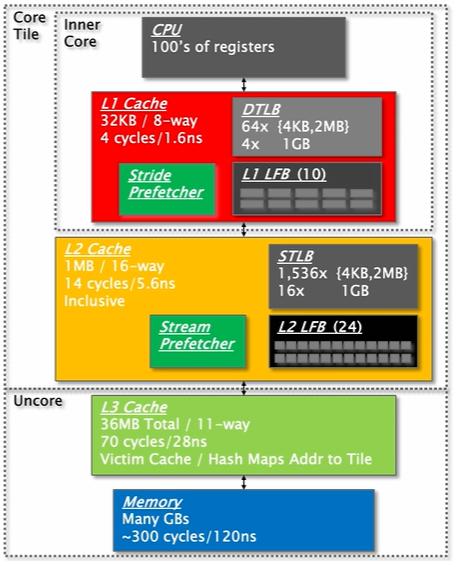 Core
Tile
Inner
Core
CPU
100's of registers
L1 Cache
32KB / 8-way
4 cycles/1.6ns
DTLB
64x {4KB,2MB}
4x 1GB
Stride
Prefetcher
L1 LFB (10)
L2 Cache
1MB / 16-way
14 cycles/5.6ns
Inclusive
STLB
1,536x {4KB,2MB}
16x 1GB
Stream
Prefetcher
L2 LFB (24)
Uncore
L3 Cache
36MB Total / 11-way
70 cycles/28ns
Victim Cache / Hash Maps Addr to Tile
Memory
Many GBs
~300 cycles/120ns